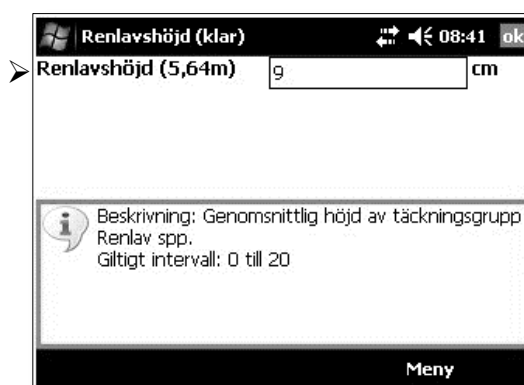 Renlavshöjd (klar) 08:41 ok
Renlavshöjd (5,64m) 9 cm
Beskrivning: Genomsnittlig höjd av täckningsgrupp
Renlav spp.
Giltigt intervall: 0 till 20
Meny